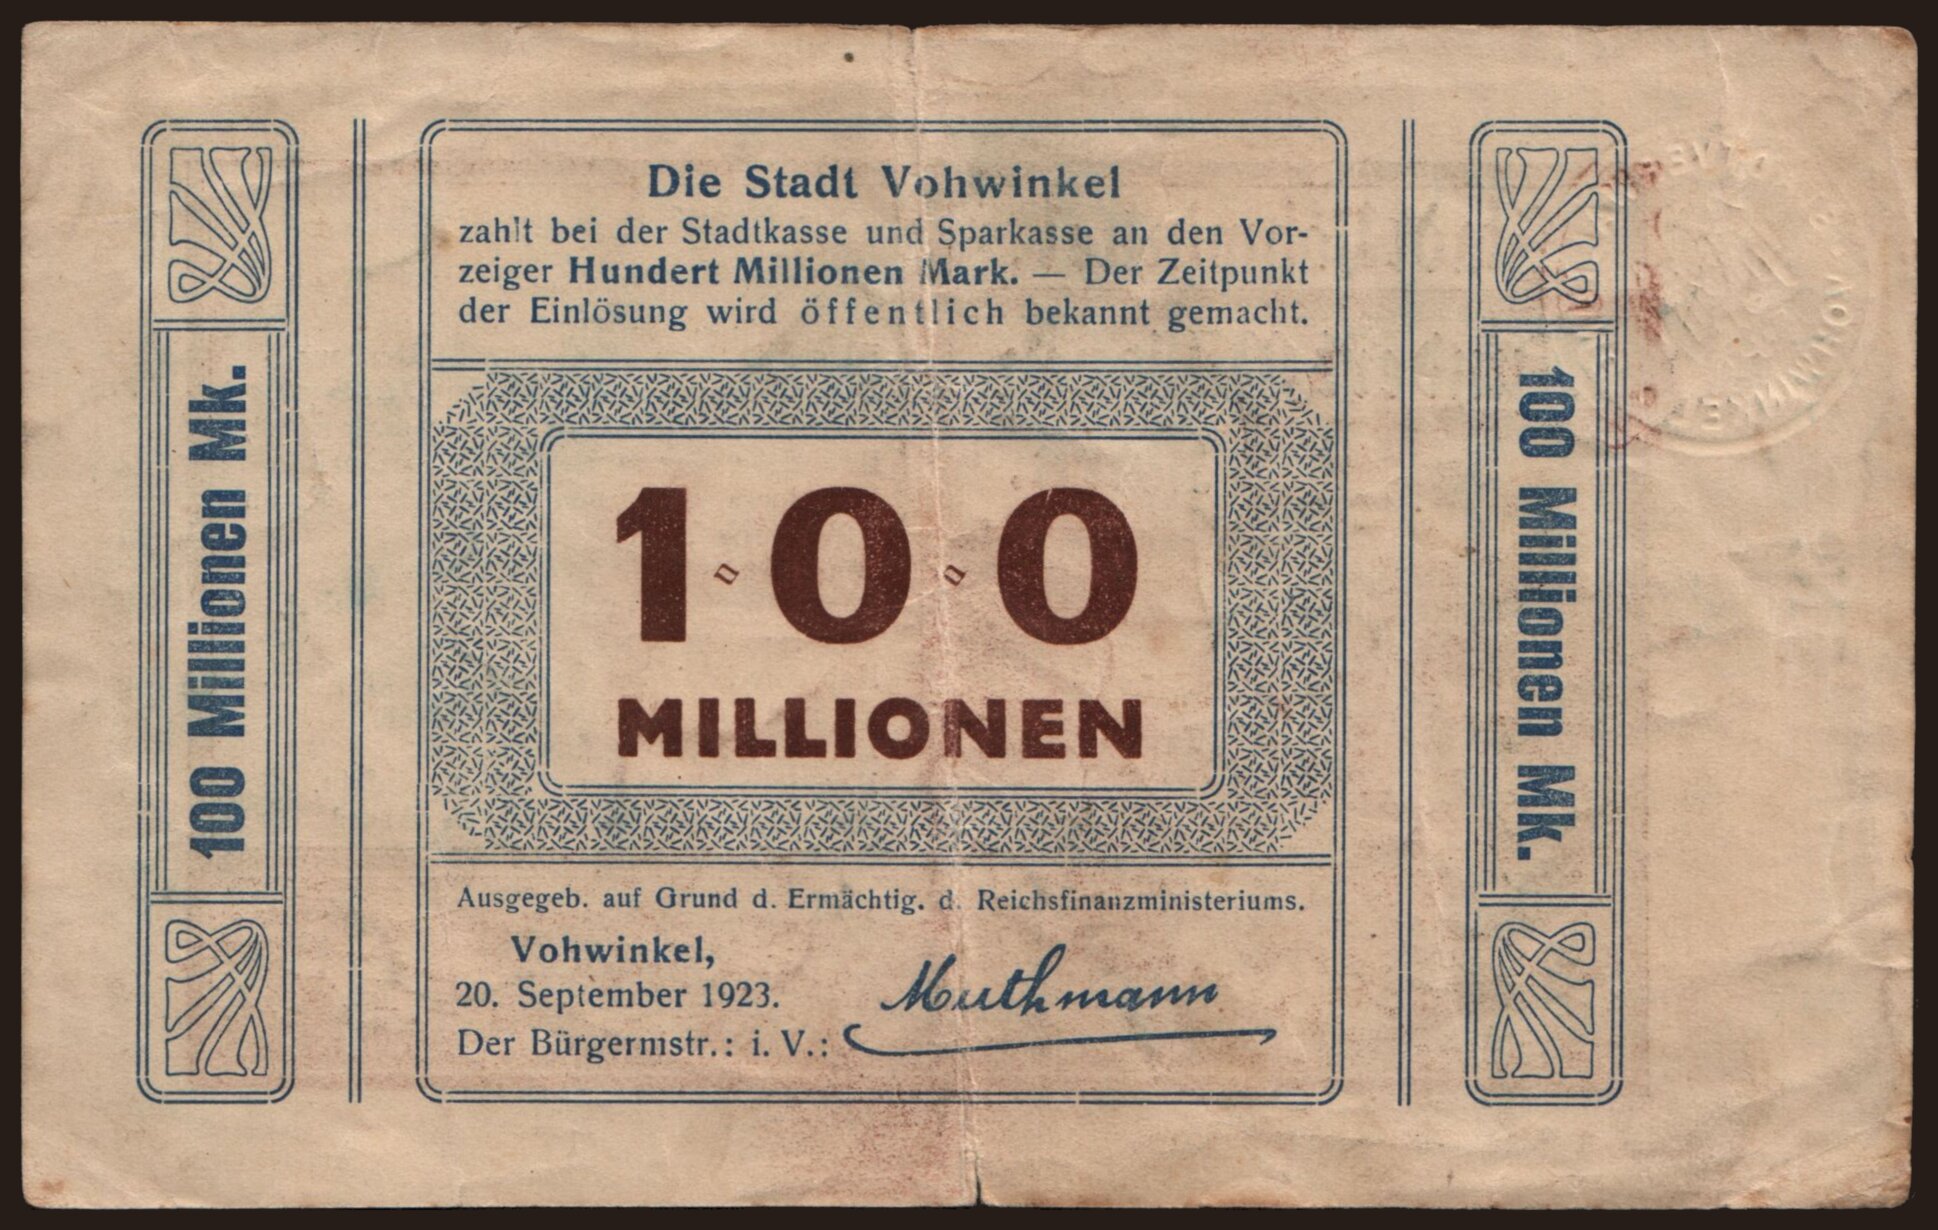 Die Stadt Vohwinkel
zahlt bei der Stadtkasse und Sparkasse an den Vor-
zeiger Hundert Millionen Mark. — Der Zeitpunkt
der Einlösung wird öffentlich bekannt gemacht.
100 Millionen Mk.
100
MILLIONEN
100 Millionen Mk.
Ausgegeb. auf Grund d. Ermächtig. d. Reichsfinanzministeriums.
Vohwinkel,
20. September 1923.
Der Bürgermstr.: i. V.:
Muthmann
VOHWINKEL